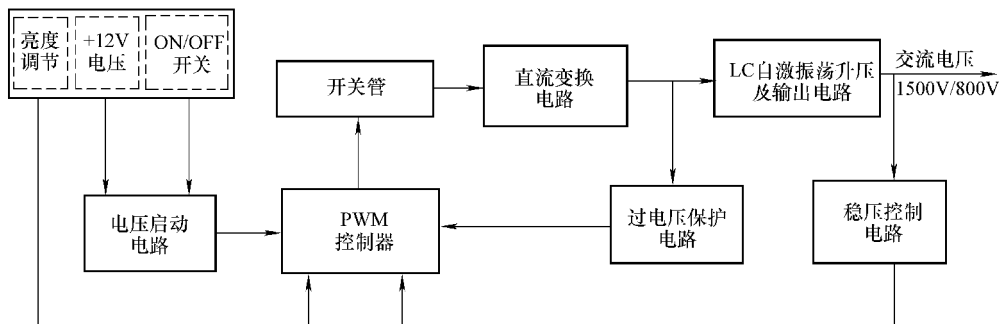 亮度
调节
+12V
电压
ON/OFF
开关
开关管
直流变换
电路
LC自激振荡升压
及输出电路
交流电压
1500V/800V
电压启动
电路
PWM
控制器
过电压保护
电路
稳压控制
电路